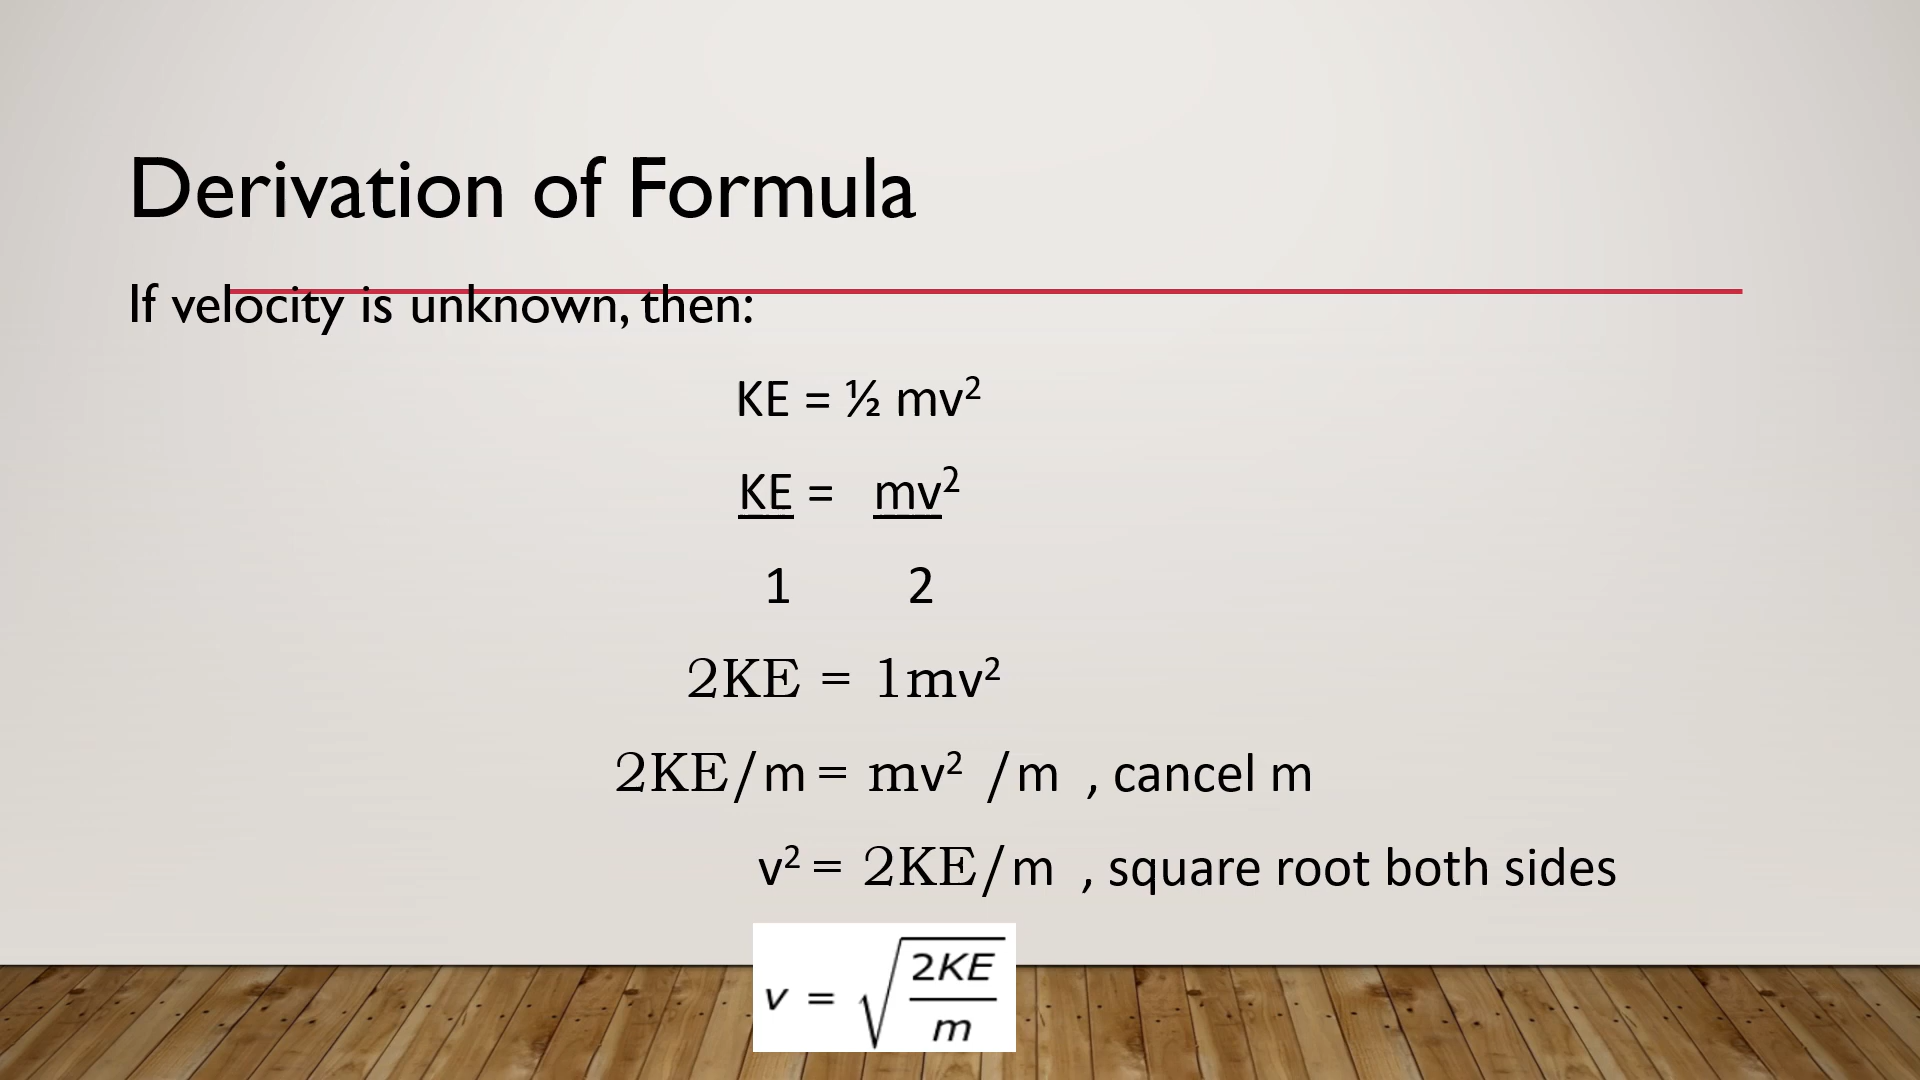 Derivation of Formula
If velocity is unknown, then:
KE = ½ mv²
KE = mv²
1 2
2KE = 1mv²
2KE/m = mv² /m , cancel m
v² = 2KE/m , square root both sides
v = √(2KE/m)